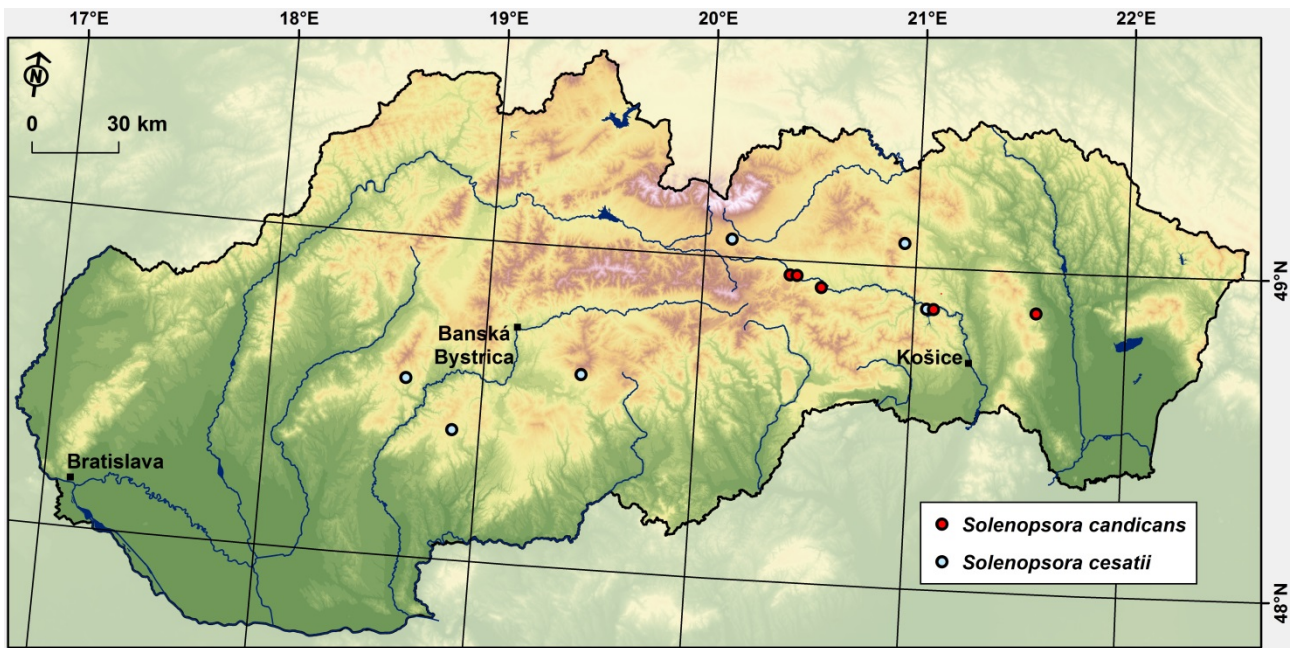 17°E 18°E 19°E 20°E 21°E 22°E
N
0 30 km
49°N
Banská
Bystrica
Košice
Bratislava
Solenopsora candicans
Solenopsora cesatii
48°N